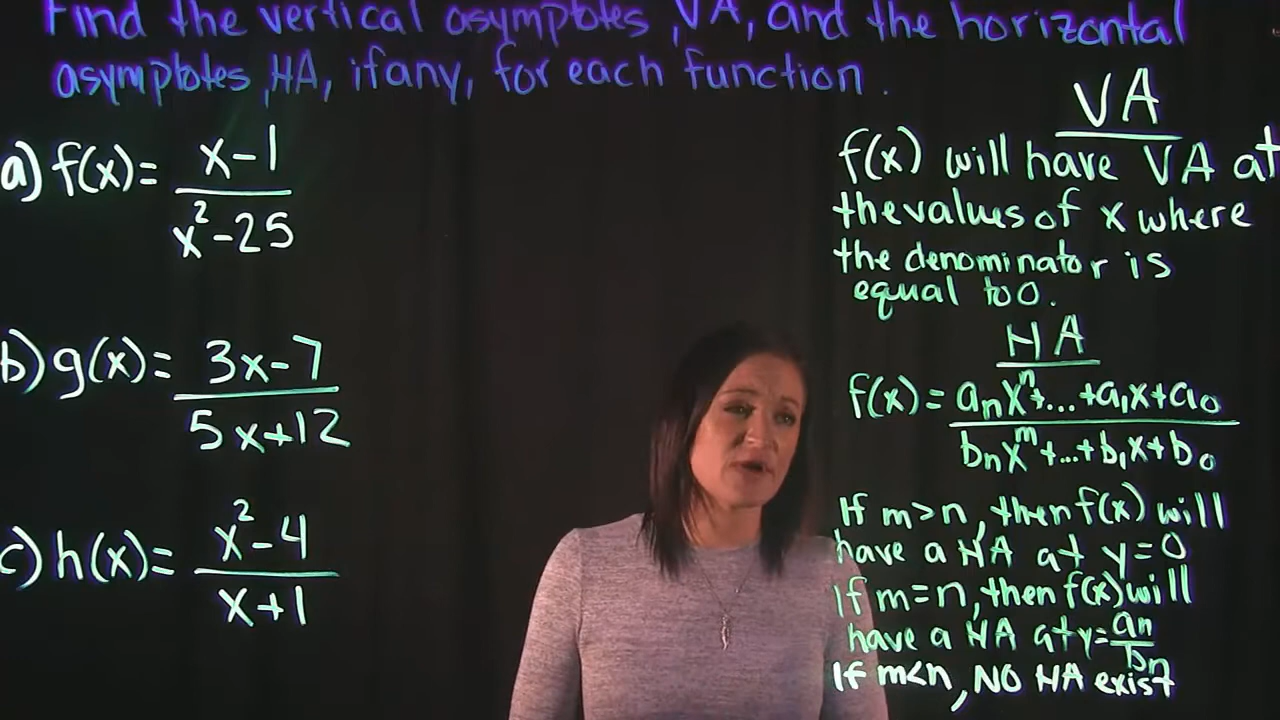 Find the vertical asymptotes, VA, and the horizontal
asymptotes, HA, if any, for each function.
a) f(x) = x-1
x²-25
b) g(x) = 3x-7
5x+12
c) h(x) = x²-4
x+1
VA
f(x) will have VA at
the values of x where
the denominator is
equal to 0.
HA
f(x) = aₙxⁿ+...+a₁x+a₀
bₙxᵐ+...+b₁x+b₀
If m>n, then f(x) will
have a HA at y=0
If m=n, then f(x) will
have a HA at y= aₙ
bₙ
If m<n, NO HA exist